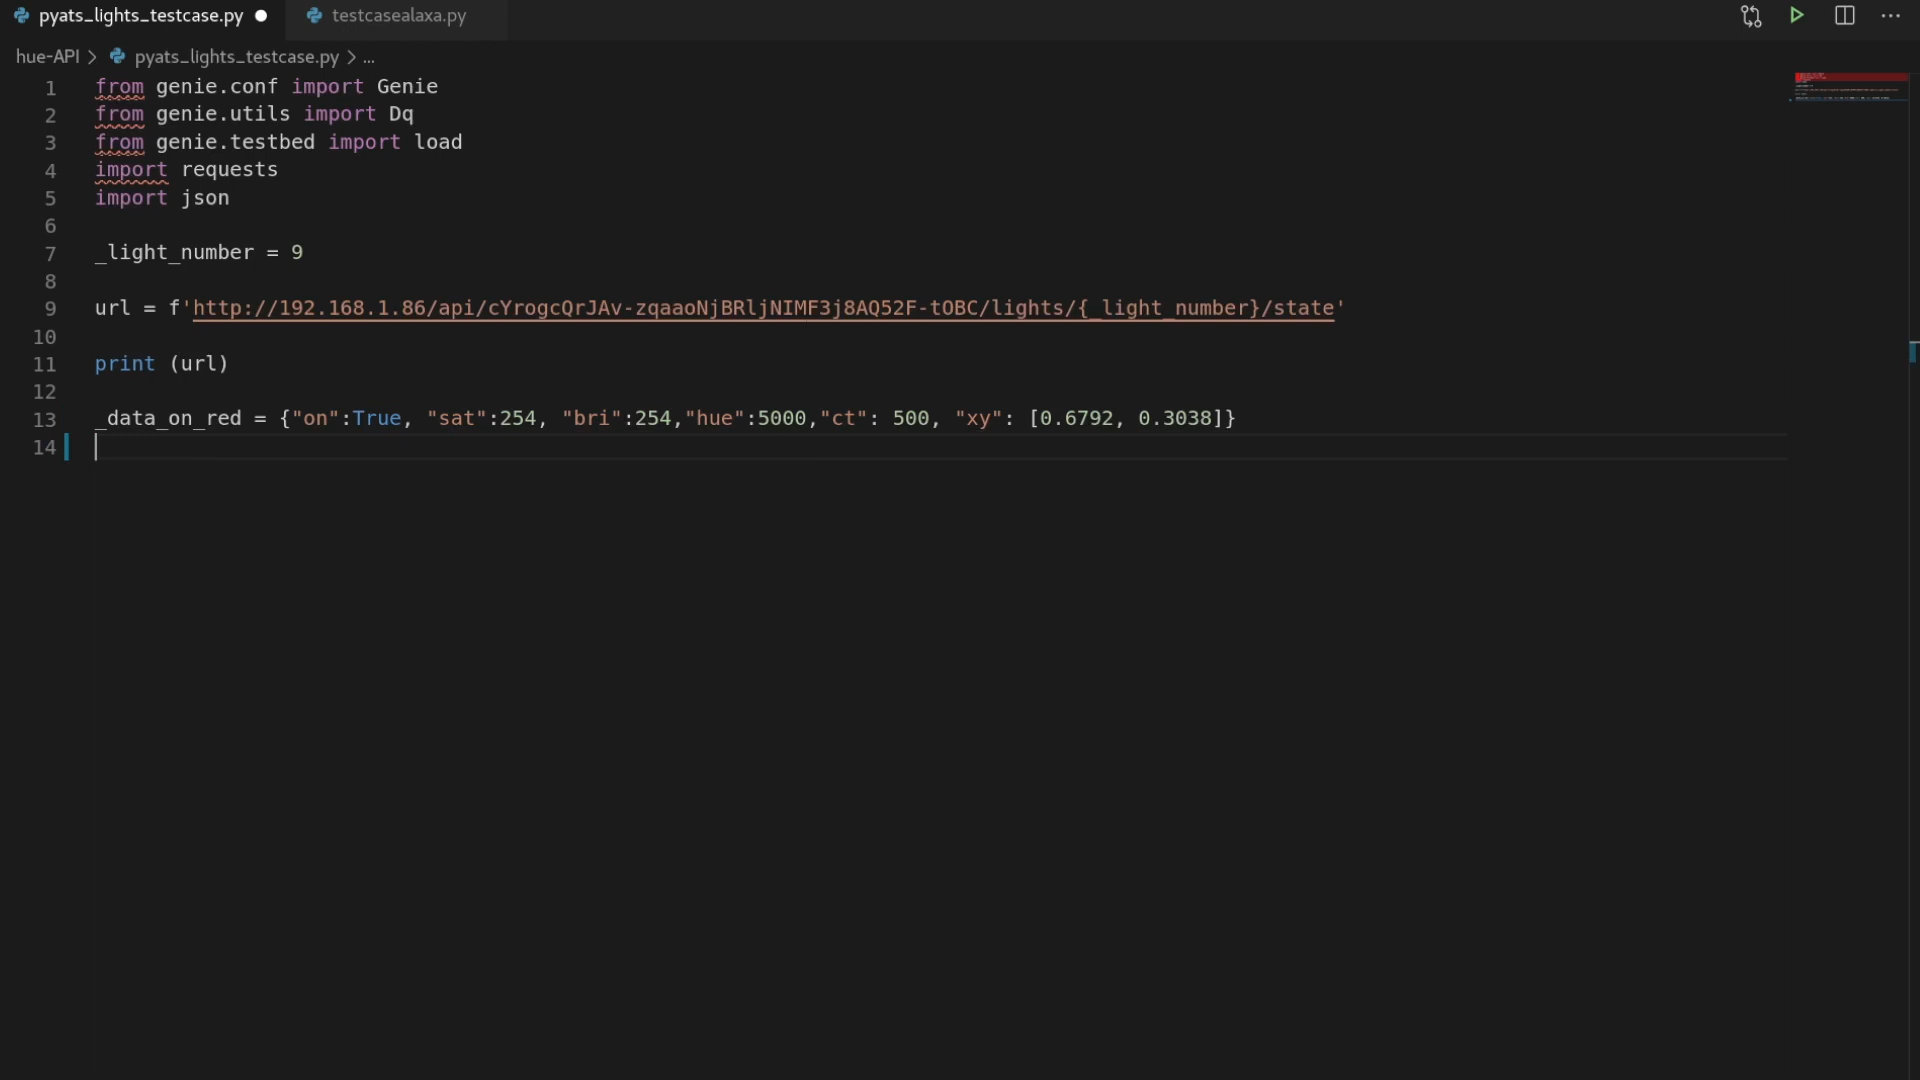 pyats_lights_testcase.py testcasealaxa.py
hue-API > pyats_lights_testcase.py > ...
1 from genie.conf import Genie
2 from genie.utils import Dq
3 from genie.testbed import load
4 import requests
5 import json
6
7 _light_number = 9
8
9 url = f'http://192.168.1.86/api/cYrogcQrJAv-zqaaoNjBRljNIMF3j8AQ52F-tOBC/lights/{_light_number}/state'
10
11 print (url)
12
13 _data_on_red = {"on":True, "sat":254, "bri":254,"hue":5000,"ct": 500, "xy": [0.6792, 0.3038]}
14